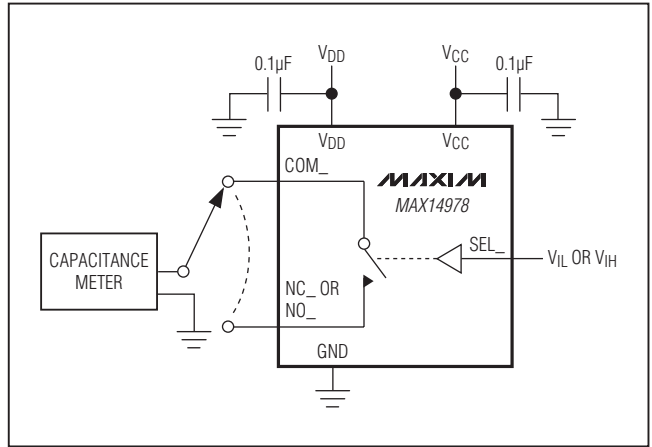 0.1µF
VDD
VCC
0.1µF
VDD
VCC
COM_
MAXIM
MAX14978
CAPACITANCE
METER
SEL_
VIL OR VIH
NC_ OR
NO_
GND